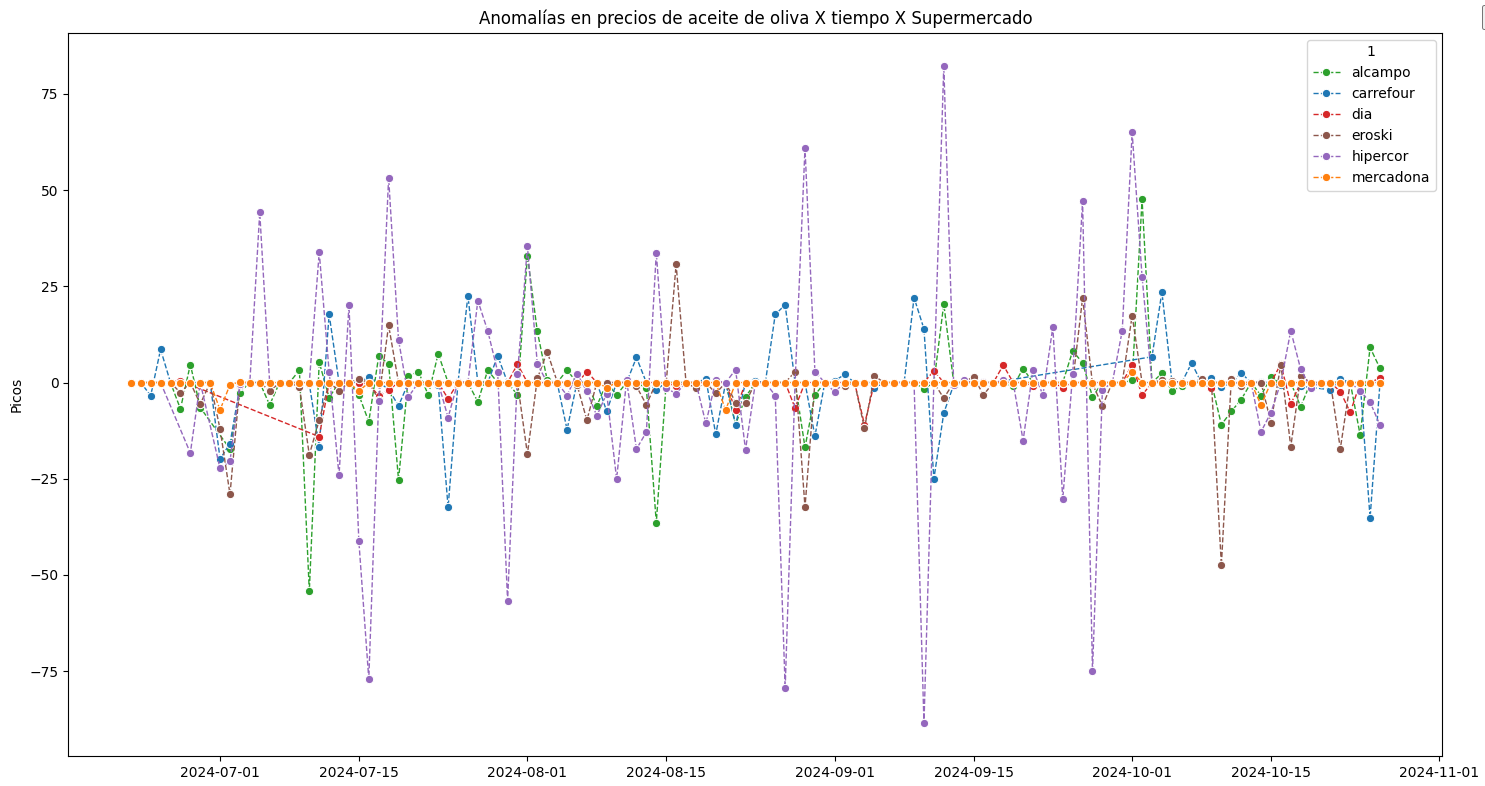 Anomalías en precios de aceite de oliva X tiempo X Supermercado
Picos
75
50
25
0
−25
−50
−75
1
alcampo
carrefour
dia
eroski
hipercor
mercadona
2024-07-01
2024-07-15
2024-08-01
2024-08-15
2024-09-01
2024-09-15
2024-10-01
2024-10-15
2024-11-01